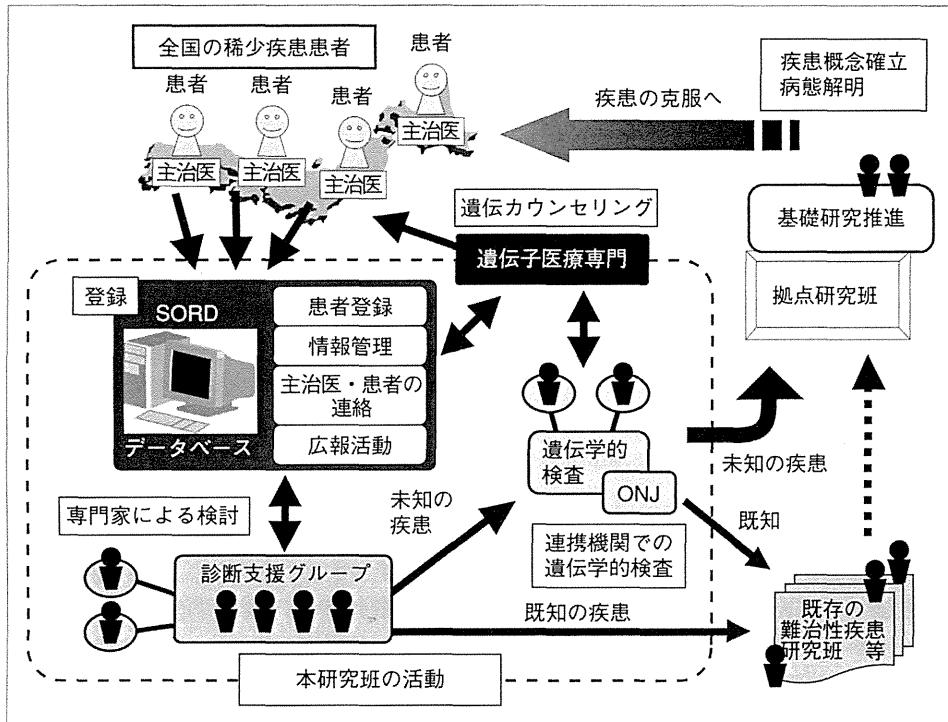 全国の稀少疾患患者
患者
患者
患者
患者
主治医
主治医
主治医
主治医
疾患の克服へ
疾患概念確立
病態解明
基礎研究推進
拠点研究班
遺伝カウンセリング
遺伝子医療専門
登録
SORD
データベース
患者登録
情報管理
主治医・患者の
連絡
広報活動
遺伝学的
検査
ONJ
未知の疾患
既知
連携機関での
遺伝学的検査
専門家による検討
未知の
疾患
診断支援グループ
既知の疾患
既存の
難治性疾患
研究班 等
本研究班の活動